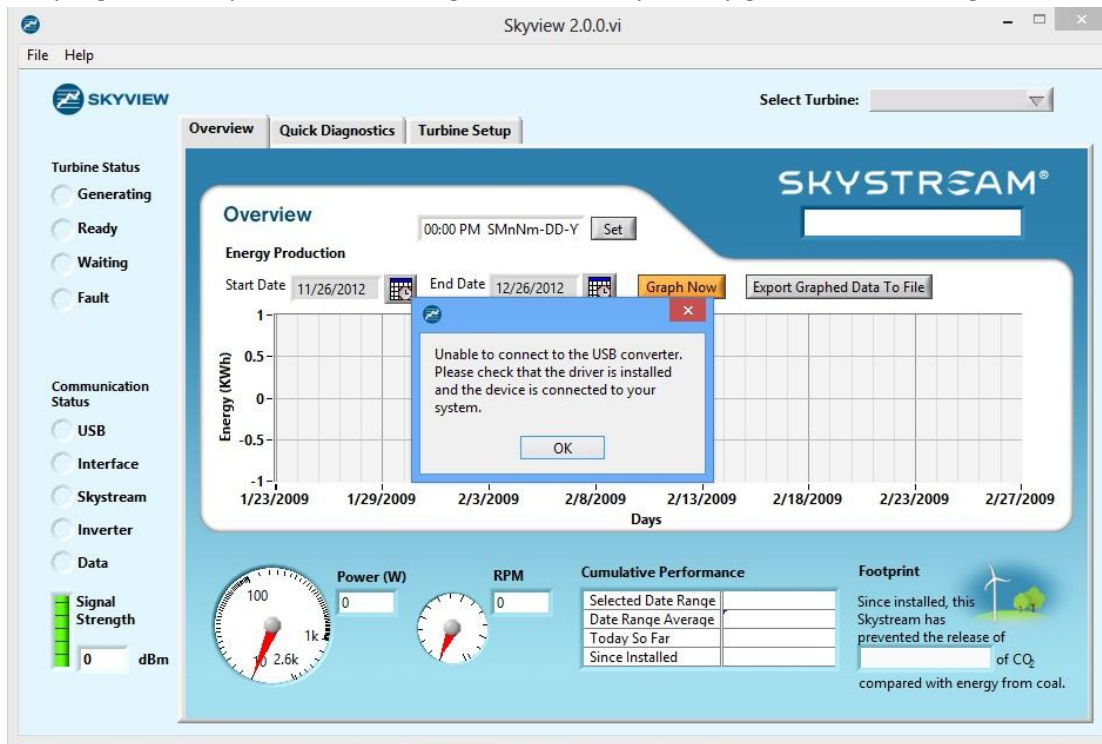 Skyview 2.0.0.vi
File Help
SKYVIEW
Select Turbine:
Overview Quick Diagnostics Turbine Setup
Turbine Status
Generating
Ready
Waiting
Fault
SKYSTREAM®
Overview
00:00 PM SMnNm-DD-Y Set
Energy Production
Start Date 11/26/2012 End Date 12/26/2012 Graph Now Export Graphed Data To File
Unable to connect to the USB converter.
Please check that the driver is installed
and the device is connected to your
system.
OK
Energy (KWh)
1
0.5
0
-0.5
-1
1/23/2009 1/29/2009 2/3/2009 2/8/2009 2/13/2009 2/18/2009 2/23/2009 2/27/2009
Days
Communication
Status
USB
Interface
Skystream
Inverter
Data
Signal
Strength
0 dBm
Power (W)
0
100
1k
10 2.6k
RPM
0
Cumulative Performance
Selected Date Range
Date Range Average
Today So Far
Since Installed
Footprint
Since installed, this
Skystream has
prevented the release of
of CO2
compared with energy from coal.